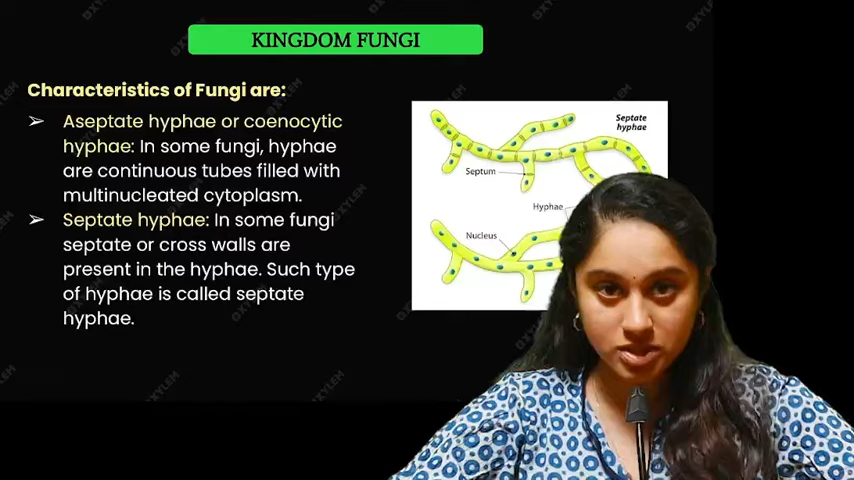 KINGDOM FUNGI
Characteristics of Fungi are:
➢ Aseptate hyphae or coenocytic
hyphae: In some fungi, hyphae
are continuous tubes filled with
multinucleated cytoplasm.
➢ Septate hyphae: In some fungi
septate or cross walls are
present in the hyphae. Such type
of hyphae is called septate
hyphae.
Septate
hyphae
Septum
Hyphae
Nucleus
OXYLEM